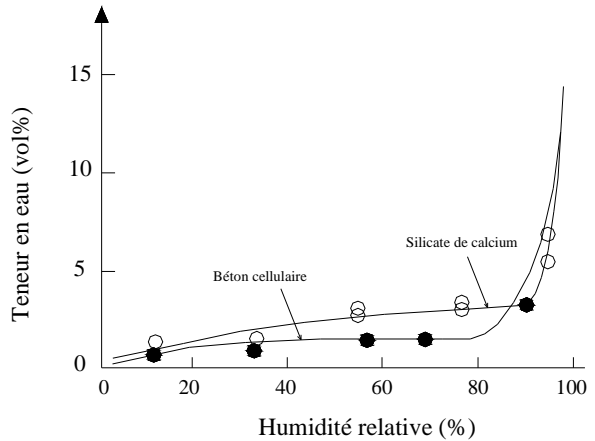 Teneur en eau (vol%)
15
10
5
0
Silicate de calcium
Béton cellulaire
0 20 40 60 80 100
Humidité relative (%)